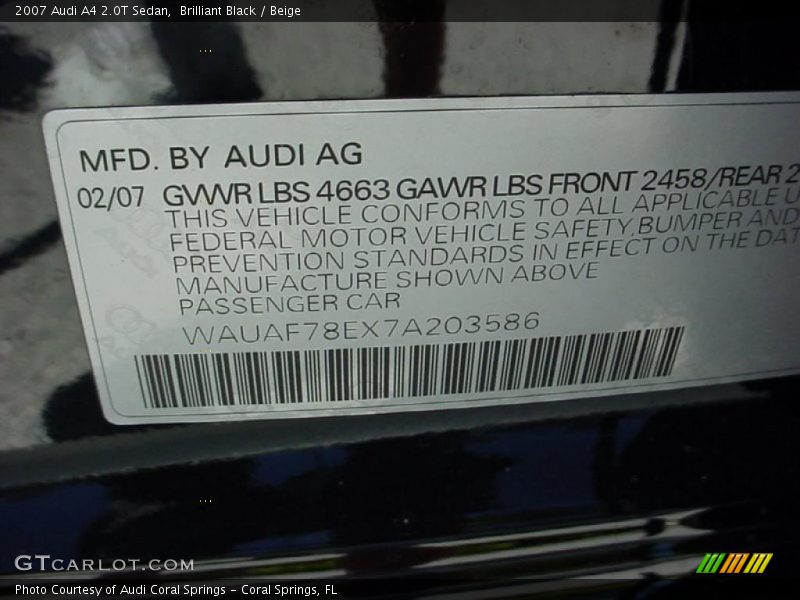 2007 Audi A4 2.0T Sedan, Brilliant Black / Beige
MFD. BY AUDI AG
02/07 GVWR LBS 4663 GAWR LBS FRONT 2458/REAR 2
THIS VEHICLE CONFORMS TO ALL APPLICABLE U
FEDERAL MOTOR VEHICLE SAFETY,BUMPER AND
PREVENTION STANDARDS IN EFFECT ON THE DAT
MANUFACTURE SHOWN ABOVE
PASSENGER CAR
WAUAF78EX7A203586
GTCARLOT.COM
Photo Courtesy of Audi Coral Springs - Coral Springs, FL